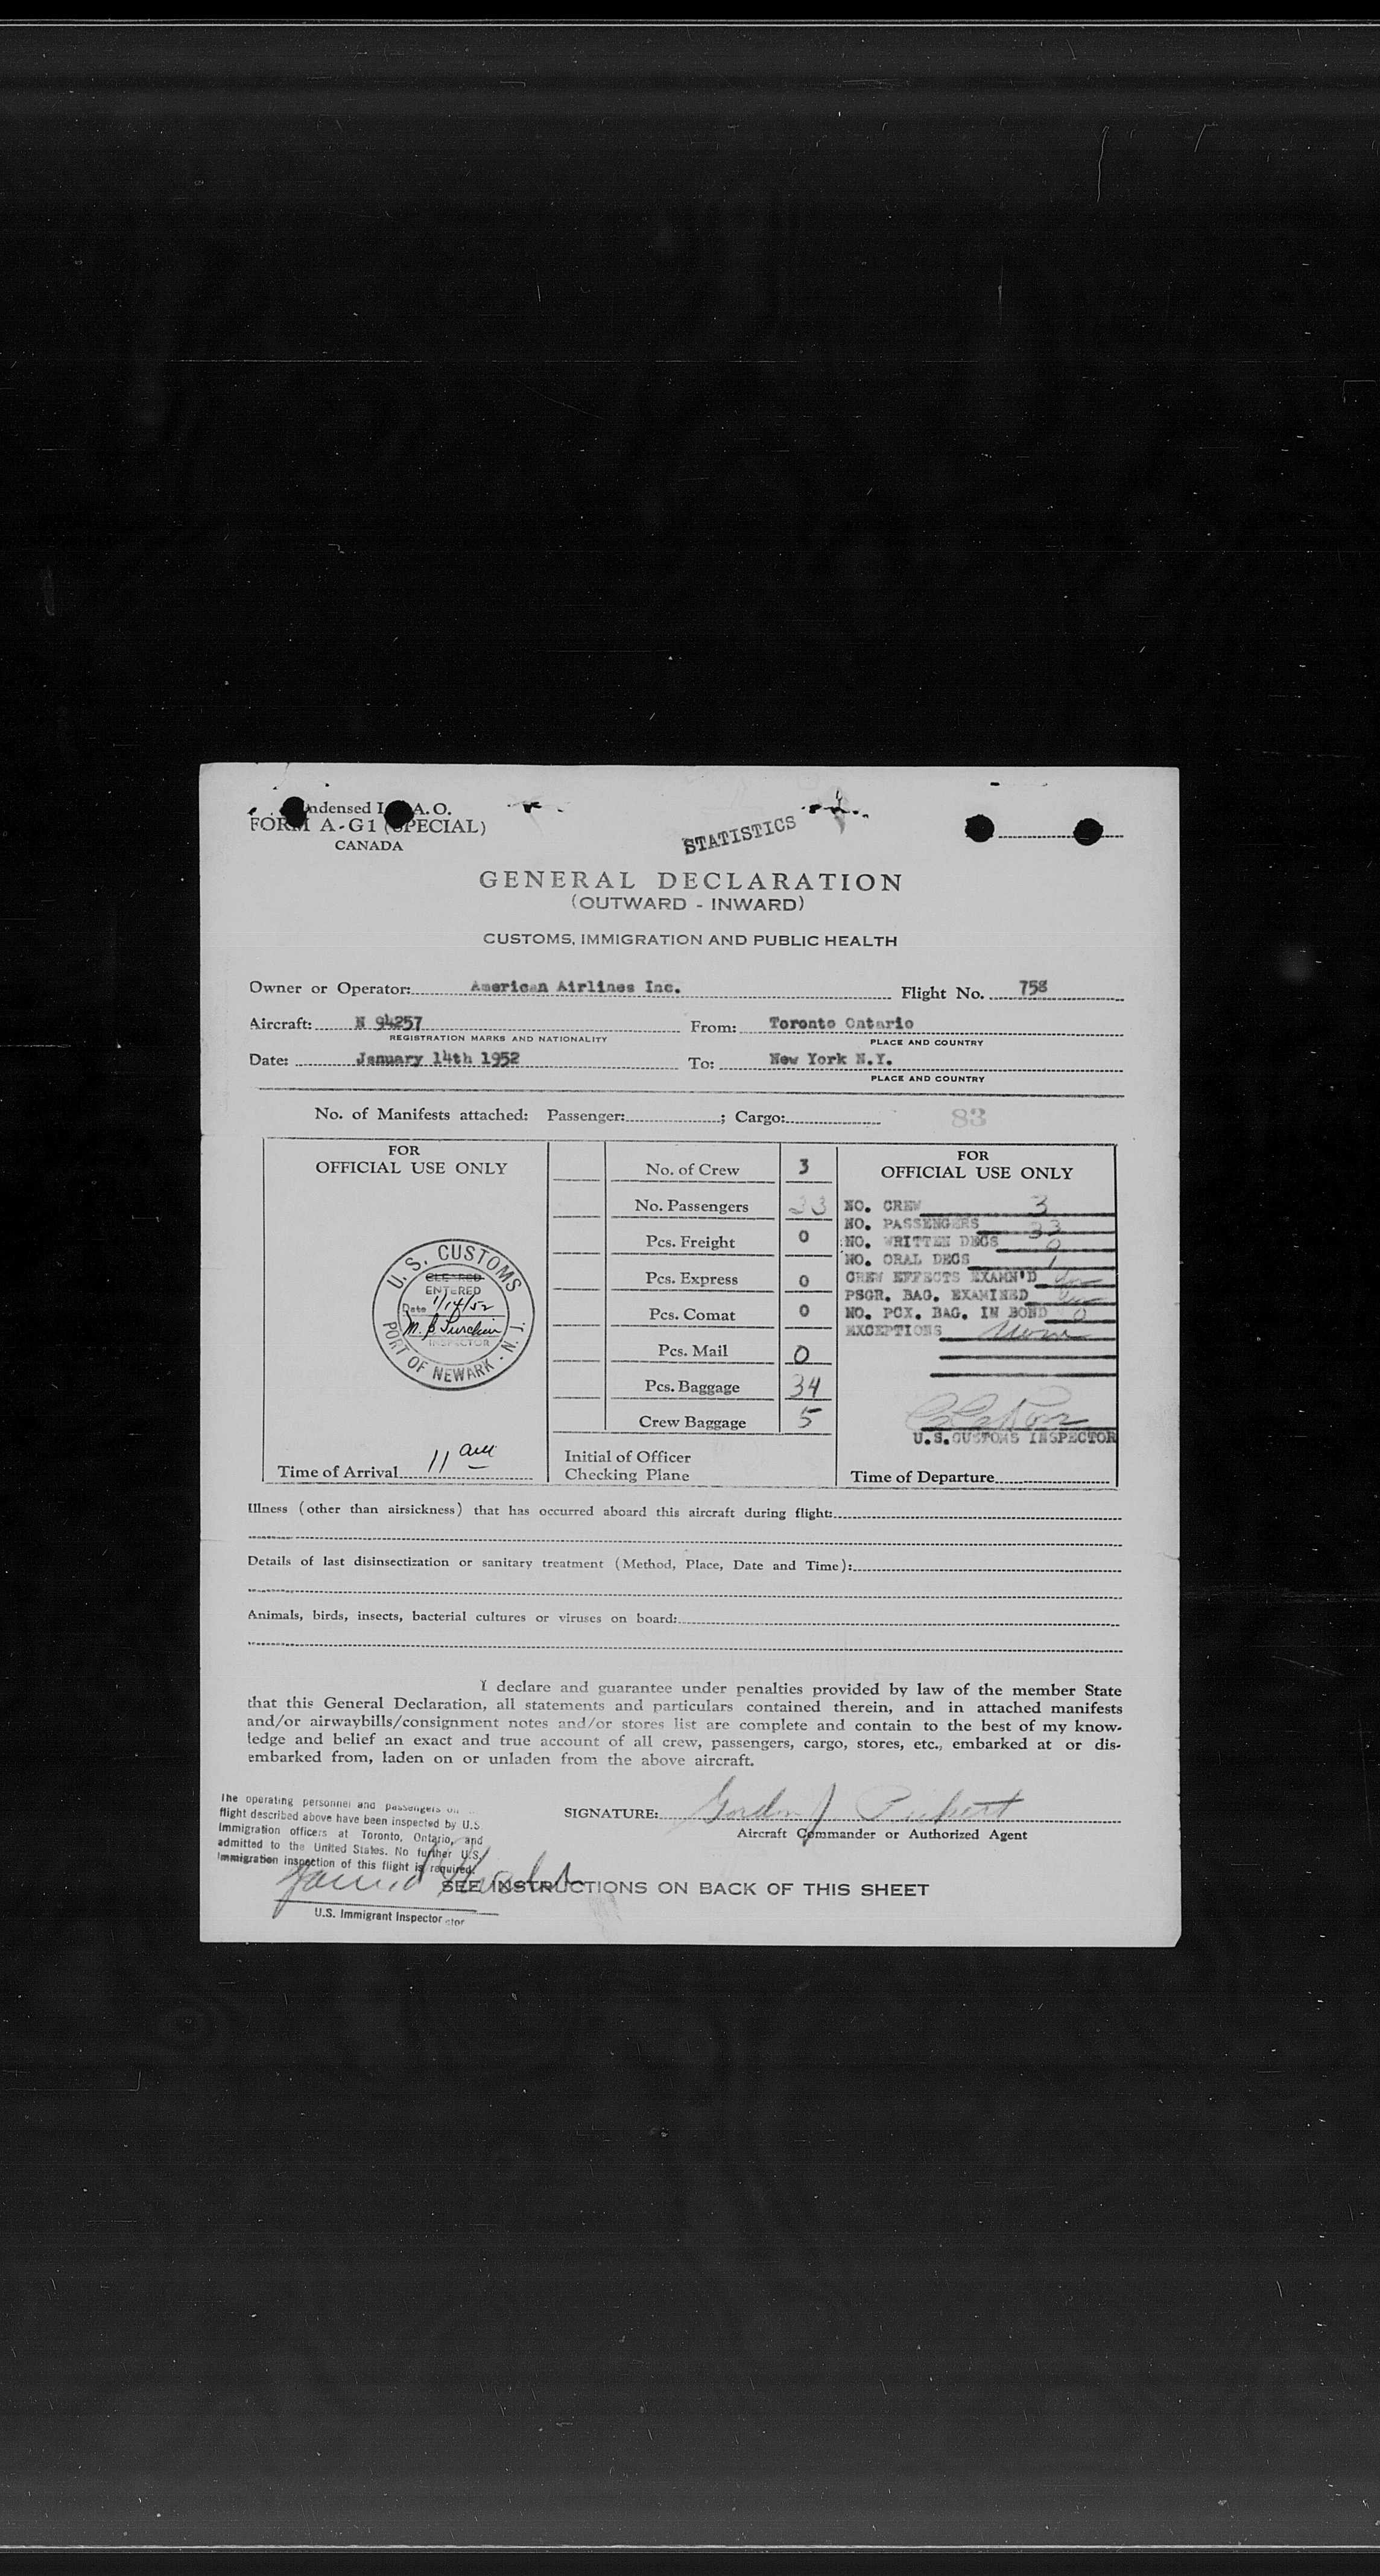 ndensed I A. O.
FORM A-G1 (SPECIAL)
CANADA
STATISTICS
GENERAL DECLARATION
(OUTWARD - INWARD)
CUSTOMS, IMMIGRATION AND PUBLIC HEALTH
Owner or Operator: American Airlines Inc. Flight No. 758
Aircraft: N 94257 From: Toronto Ontario
REGISTRATION MARKS AND NATIONALITY PLACE AND COUNTRY
Date: January 14th 1952 To: New York N.Y.
PLACE AND COUNTRY
No. of Manifests attached: Passenger: ; Cargo: 83
FOR
OFFICIAL USE ONLY
U. S. CUSTOMS
CLEARED
ENTERED
Date 1/14/52
M. B.
INSPECTOR
PORT OF NEWARK - N. J.
Time of Arrival 11 am
No. of Crew 3
No. Passengers 33
Pcs. Freight 0
Pcs. Express 0
Pcs. Comat 0
Pcs. Mail 0
Pcs. Baggage 34
Crew Baggage 5
Initial of Officer
Checking Plane
FOR
OFFICIAL USE ONLY
NO. CREW 3
NO. PASSENGERS 33
NO. WRITTEN DECS 0
NO. ORAL DECS 1
CREW EFFECTS EXAMN'D
PSGR. BAG. EXAMINED
NO. PCX. BAG. IN BOND 0
EXCEPTIONS None
U.S. CUSTOMS INSPECTOR
Time of Departure
Illness (other than airsickness) that has occurred aboard this aircraft during flight:
Details of last disinsectization or sanitary treatment (Method, Place, Date and Time):
Animals, birds, insects, bacterial cultures or viruses on board:
I declare and guarantee under penalties provided by law of the member State
that this General Declaration, all statements and particulars contained therein, and in attached manifests
and/or airwaybills/consignment notes and/or stores list are complete and contain to the best of my know-
ledge and belief an exact and true account of all crew, passengers, cargo, stores, etc., embarked at or dis-
embarked from, laden on or unladen from the above aircraft.
SIGNATURE: Gordon J
Aircraft Commander or Authorized Agent
The operating personnel and passengers on
flight described above have been inspected by U.S.
Immigration officers at Toronto, Ontario, and
admitted to the United States. No further U.S.
Immigration inspection of this flight is required.
SEE INSTRUCTIONS ON BACK OF THIS SHEET
U.S. Immigrant Inspector